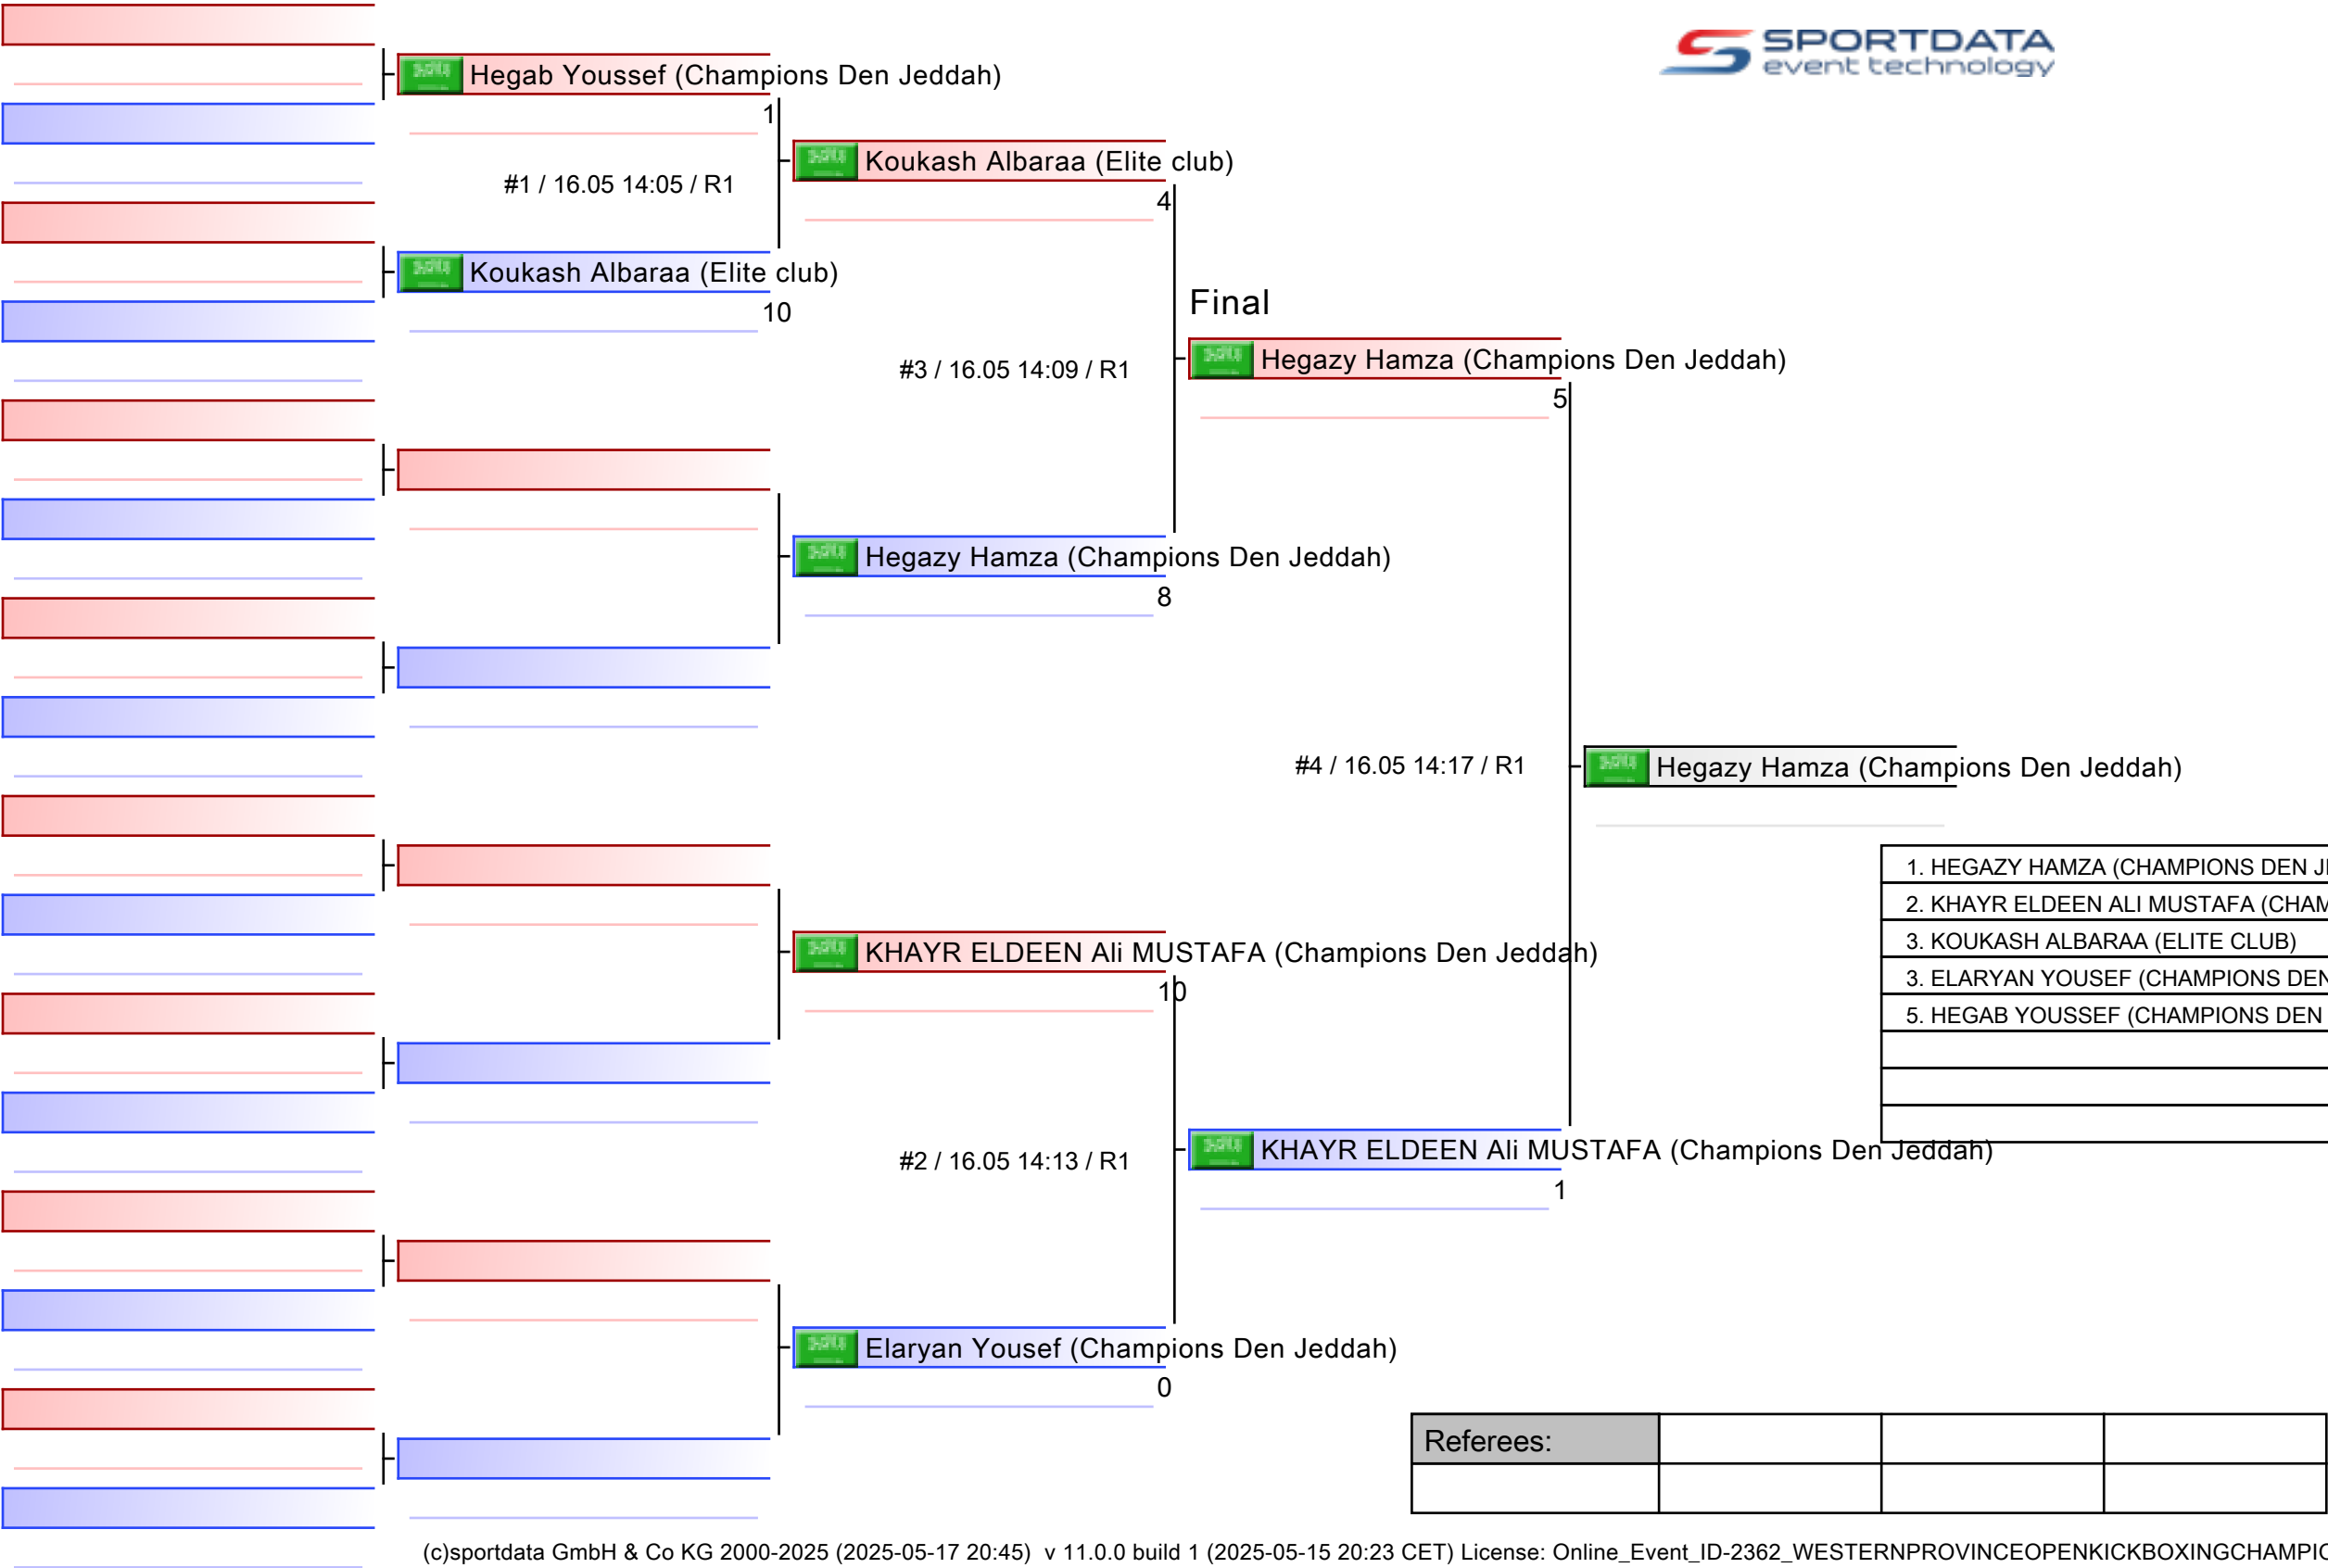 SPORTDATA
event technology
Hegab Youssef (Champions Den Jeddah)
1
Koukash Albaraa (Elite club)
4
#1 / 16.05 14:05 / R1
Koukash Albaraa (Elite club)
10
Final
#3 / 16.05 14:09 / R1
Hegazy Hamza (Champions Den Jeddah)
5
Hegazy Hamza (Champions Den Jeddah)
8
#4 / 16.05 14:17 / R1
Hegazy Hamza (Champions Den Jeddah)
1. HEGAZY HAMZA (CHAMPIONS DEN
2. KHAYR ELDEEN ALI MUSTAFA
3. KOUKASH ALBARAA (ELITE CLUB)
3. ELARYAN YOUSEF (CHAMPIONS DEN
5. HEGAB YOUSSEF (CHAMPIONS DEN
KHAYR ELDEEN Ali MUSTAFA (Champions Den Jeddah)
10
#2 / 16.05 14:13 / R1
KHAYR ELDEEN Ali MUSTAFA (Champions Den Jeddah)
1
Elaryan Yousef (Champions Den Jeddah)
0
Referees:
(c)sportdata GmbH & Co KG 2000-2025 (2025-05-17 20:45) v 11.0.0 build 1 (2025-05-15 20:23 CET) License: Online_Event_ID-2362_WESTERNPROVINCEOPENKICKBOXINGCHAMPIO